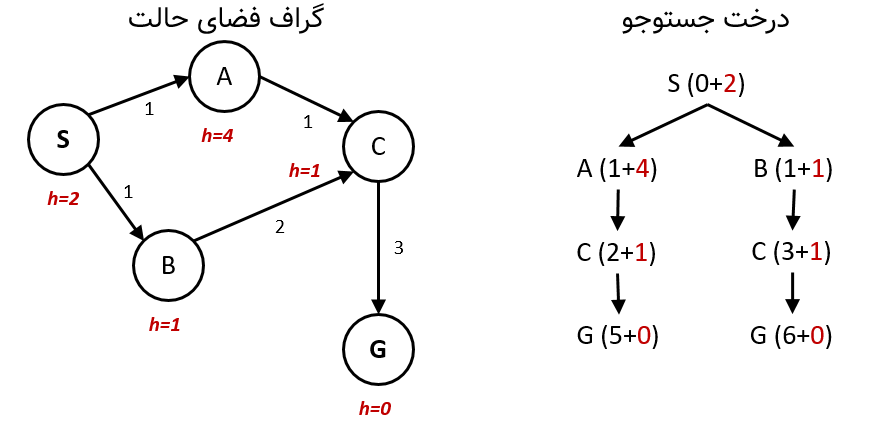 گراف فضای حالت
A
1
1
h=4
S
C
h=1
h=2
1
2
3
B
h=1
G
h=0
درخت جستوجو
S (0+2)
A (1+4) B (1+1)
C (2+1) C (3+1)
G (5+0) G (6+0)